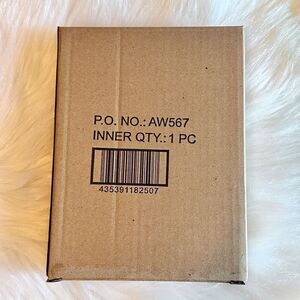 P.O. NO.: AW567
INNER QTY.: 1 PC
435391182507